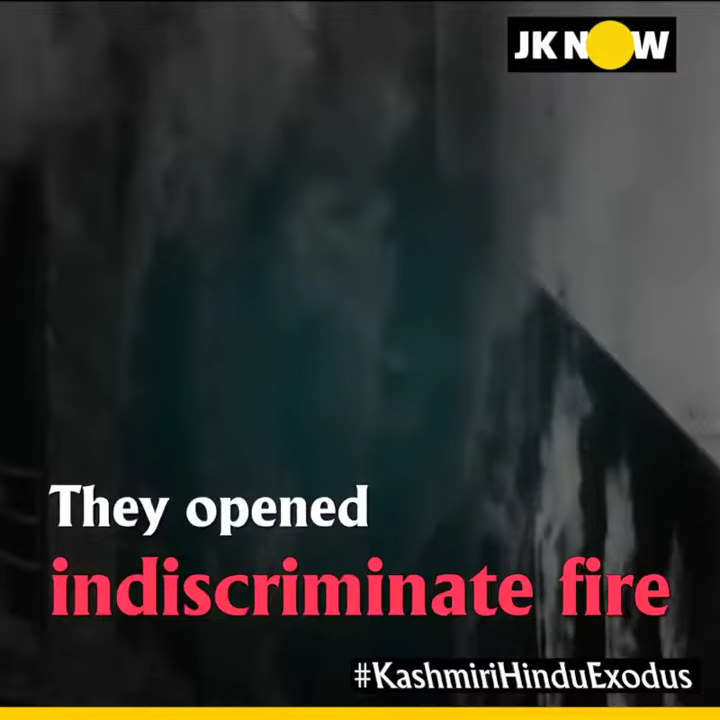 JK NOW
They opened
indiscriminate fire
#KashmiriHinduExodus